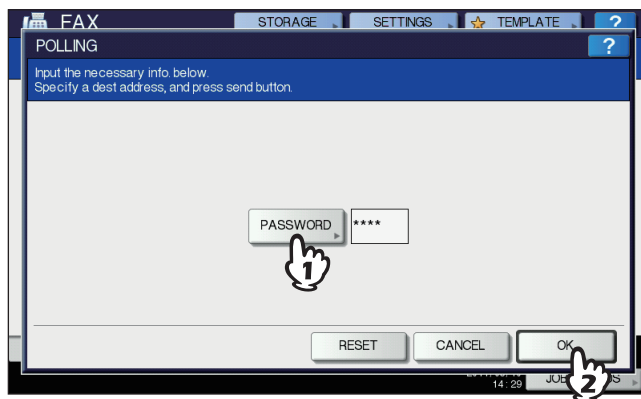 FAX STORAGE SETTINGS TEMPLATE ?
POLLING ?
Input the necessary info. below.
Specify a dest address, and press send button.
PASSWORD ****
1
RESET CANCEL OK
14:29
2